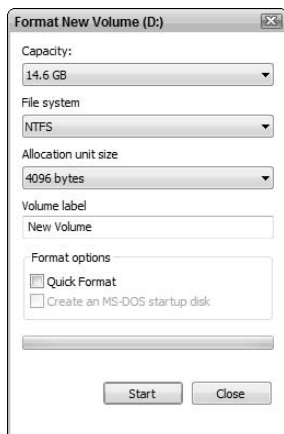 Format New Volume (D:)
Capacity:
14.6 GB
File system
NTFS
Allocation unit size
4096 bytes
Volume label
New Volume
Format options
Quick Format
Create an MS-DOS startup disk
Start Close